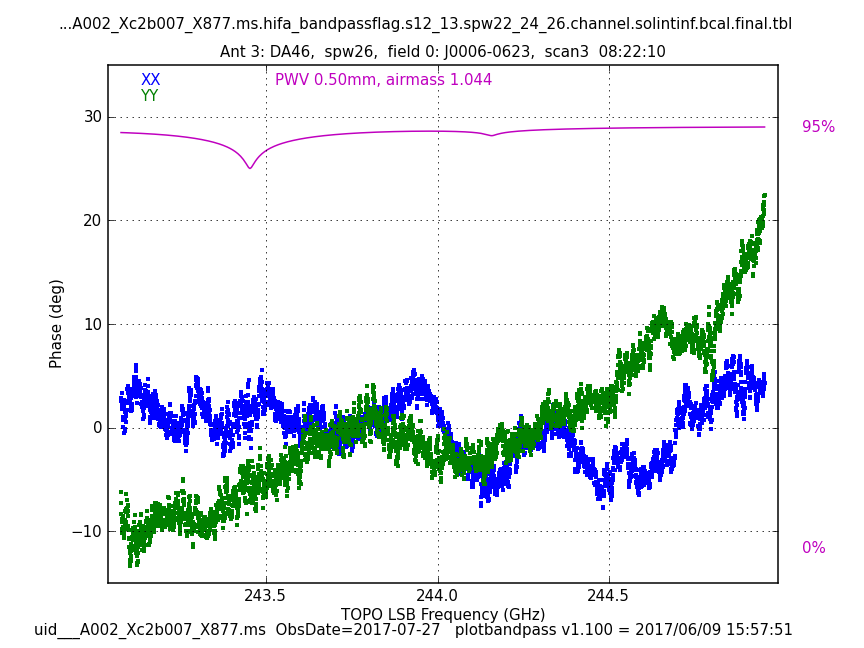 ...A002_Xc2b007_X877.ms.hifa_bandpassflag.s12_13.spw22_24_26.channel.solintinf.bcal.final.tbl
Ant 3: DA46,  spw26,  field 0: J0006-0623,  scan3  08:22:10
XX
PWV 0.50mm, airmass 1.044
YY
30
95%
20
10
Phase (deg)
0
−10
0%
243.5
244.0
244.5
TOPO LSB Frequency (GHz)
uid___A002_Xc2b007_X877.ms  ObsDate=2017-07-27   plotbandpass v1.100 = 2017/06/09 15:57:51